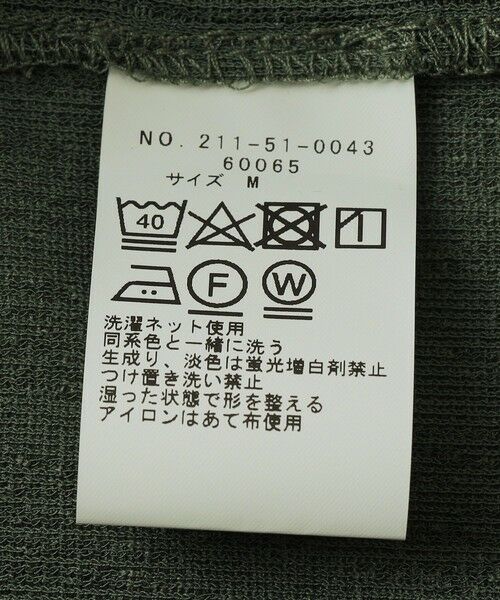 NO. 211-51-0043
60065
サイズ M
40
F W
洗濯ネット使用
同系色と一緒に洗う
生成り、淡色は蛍光増白剤禁止
つけ置き洗い禁止
湿った状態で形を整える
アイロンはあて布使用